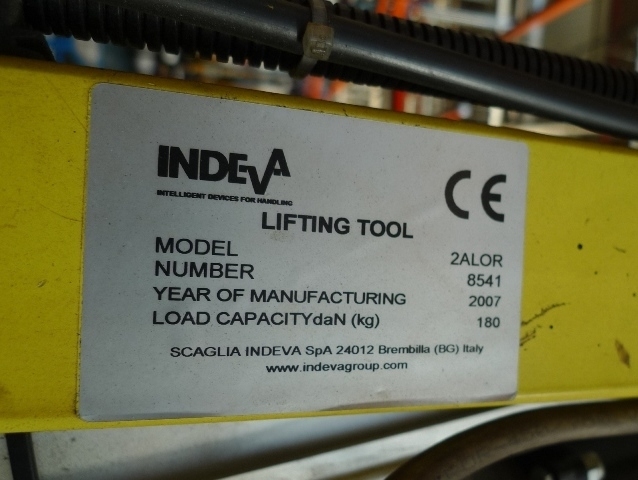 INDEVA
INTELLIGENT DEVICES FOR HANDLING
CE
LIFTING TOOL
MODEL 2ALOR
NUMBER 8541
YEAR OF MANUFACTURING 2007
LOAD CAPACITYdaN (kg) 180
SCAGLIA INDEVA SpA 24012 Brembilla (BG) Italy
www.indevagroup.com